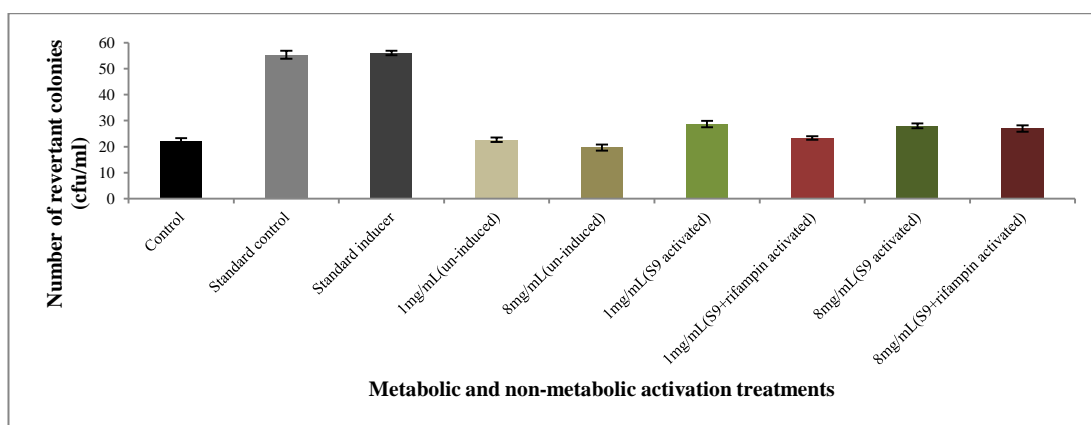 Number of revertant colonies
(cfu/ml)
60
50
40
30
20
10
0
Control
Standard control
Standard inducer
1mg/mL(un-induced)
8mg/mL(un-induced)
1mg/mL(S9 activated)
1mg/mL(S9+rifampin activated)
8mg/mL(S9 activated)
8mg/mL(S9+rifampin activated)
Metabolic and non-metabolic activation treatments